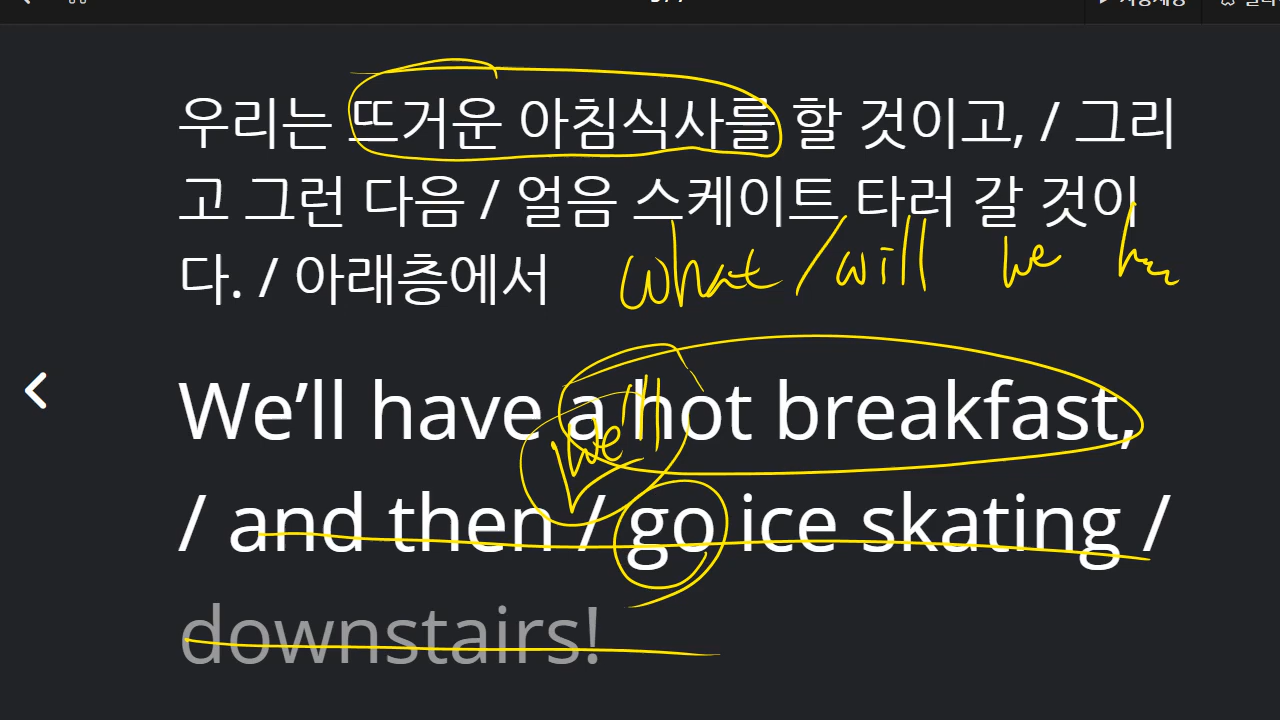 우리는 뜨거운 아침식사를 할 것이고, / 그리
고 그런 다음 / 얼음 스케이트 타러 갈 것이
다. / 아래층에서
what / will we
We'll have a hot breakfast,
we'll
/ and then / go ice skating /
downstairs!